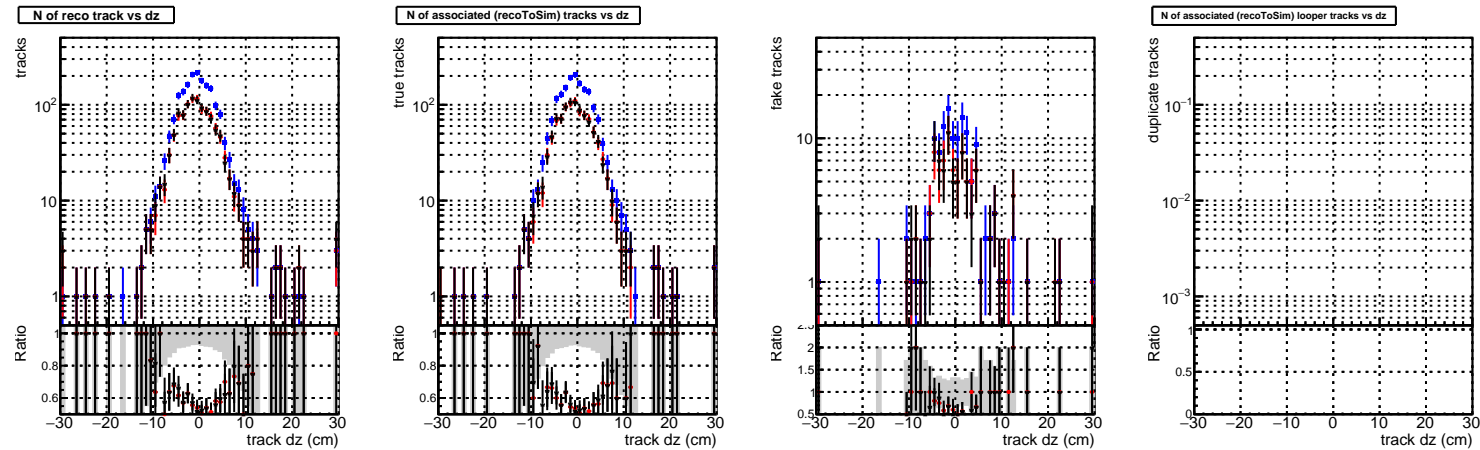 N of reco track vs dz
tracks
10²
10
1
Ratio
1
0.8
0.6
−30 −20 −10 0 10 20 30
track dz (cm)
N of associated (recoToSim) tracks vs dz
true tracks
10²
10
1
Ratio
1
0.8
0.6
−30 −20 −10 0 10 20 30
track dz (cm)
fake tracks
10
1
Ratio
2
1.5
1
0.5
−30 −20 −10 0 10 20 30
track dz (cm)
N of associated (recoToSim) looper tracks vs dz
duplicate tracks
10⁻¹
10⁻²
10⁻³
Ratio
1
0.5
0
−30 −20 −10 0 10 20 30
track dz (cm)